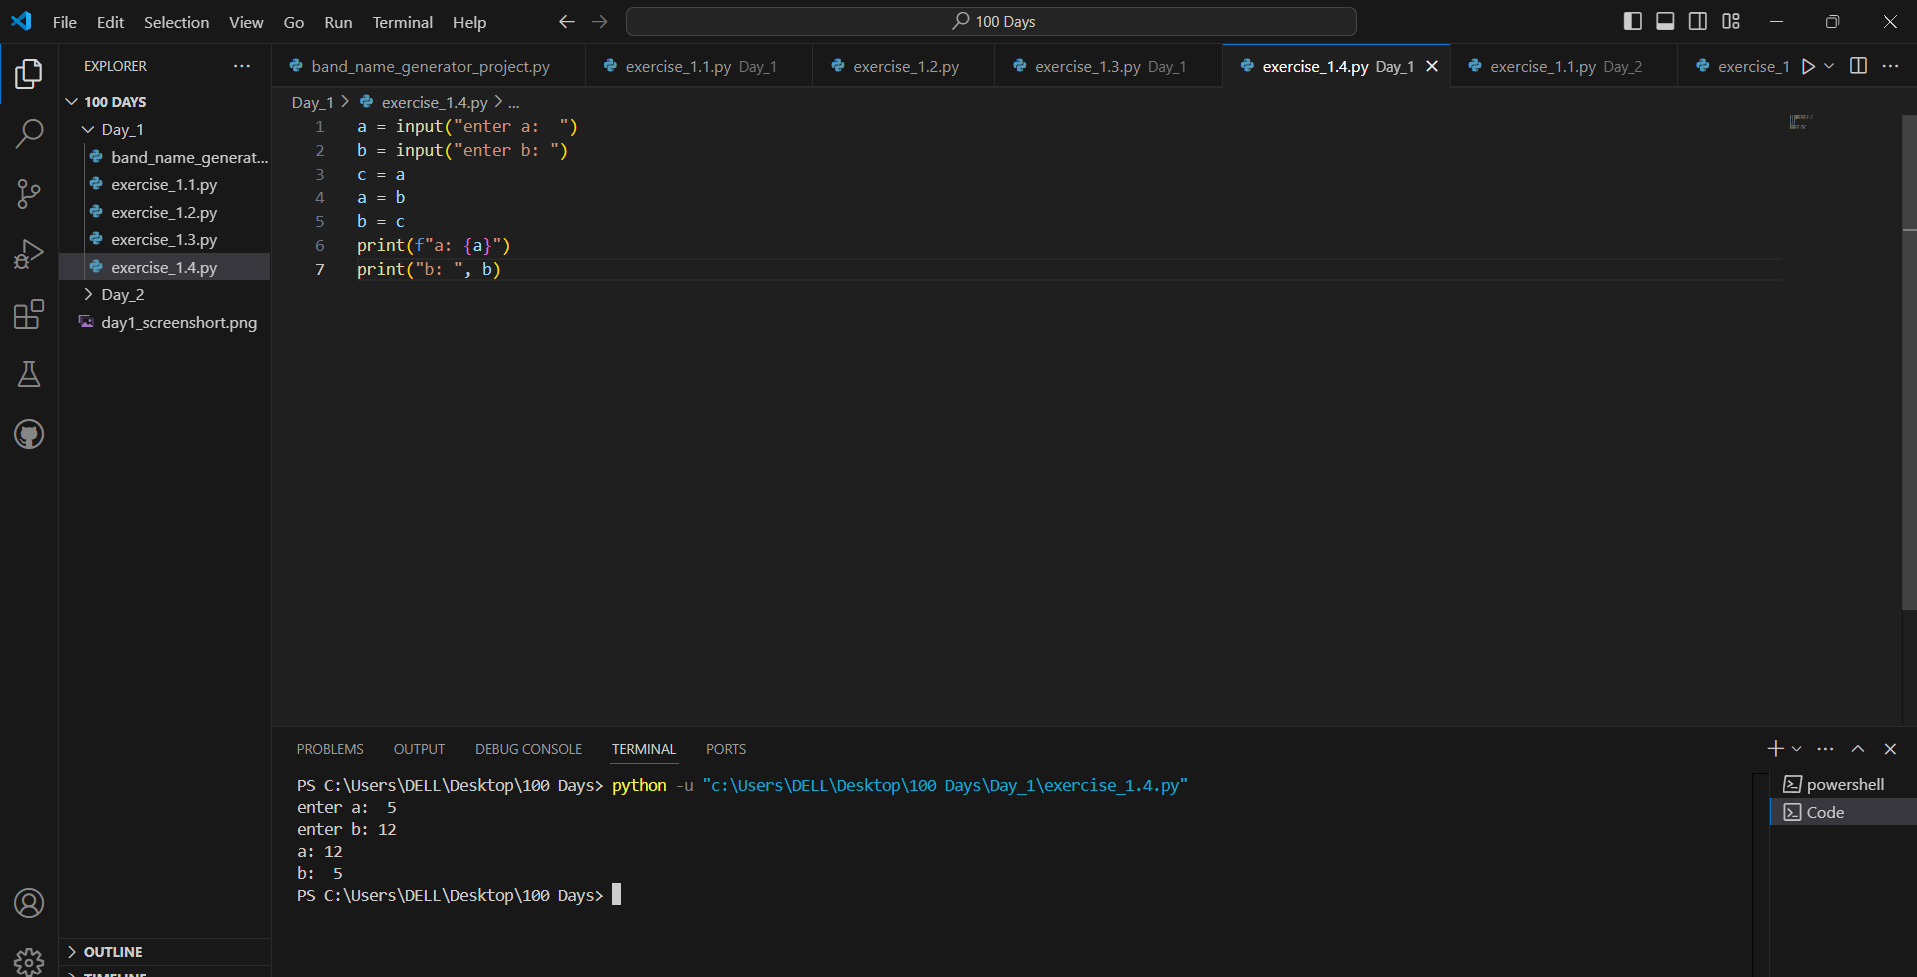 File Edit Selection View Go Run Terminal Help
100 Days
EXPLORER
100 DAYS
Day_1
band_name_generat...
exercise_1.1.py
exercise_1.2.py
exercise_1.3.py
exercise_1.4.py
Day_2
day1_screenshort.png
OUTLINE
TIMELINE
band_name_generator_project.py exercise_1.1.py Day_1 exercise_1.2.py exercise_1.3.py Day_1 exercise_1.4.py Day_1 exercise_1.1.py Day_2 exercise_1
Day_1 > exercise_1.4.py > ...
1 a = input("enter a:  ")
2 b = input("enter b: ")
3 c = a
4 a = b
5 b = c
6 print(f"a: {a}")
7 print("b: ", b)
PROBLEMS OUTPUT DEBUG CONSOLE TERMINAL PORTS
PS C:\Users\DELL\Desktop\100 Days> python -u "c:\Users\DELL\Desktop\100 Days\Day_1\exercise_1.4.py"
enter a:  5
enter b: 12
a: 12
b:  5
PS C:\Users\DELL\Desktop\100 Days>
powershell
Code